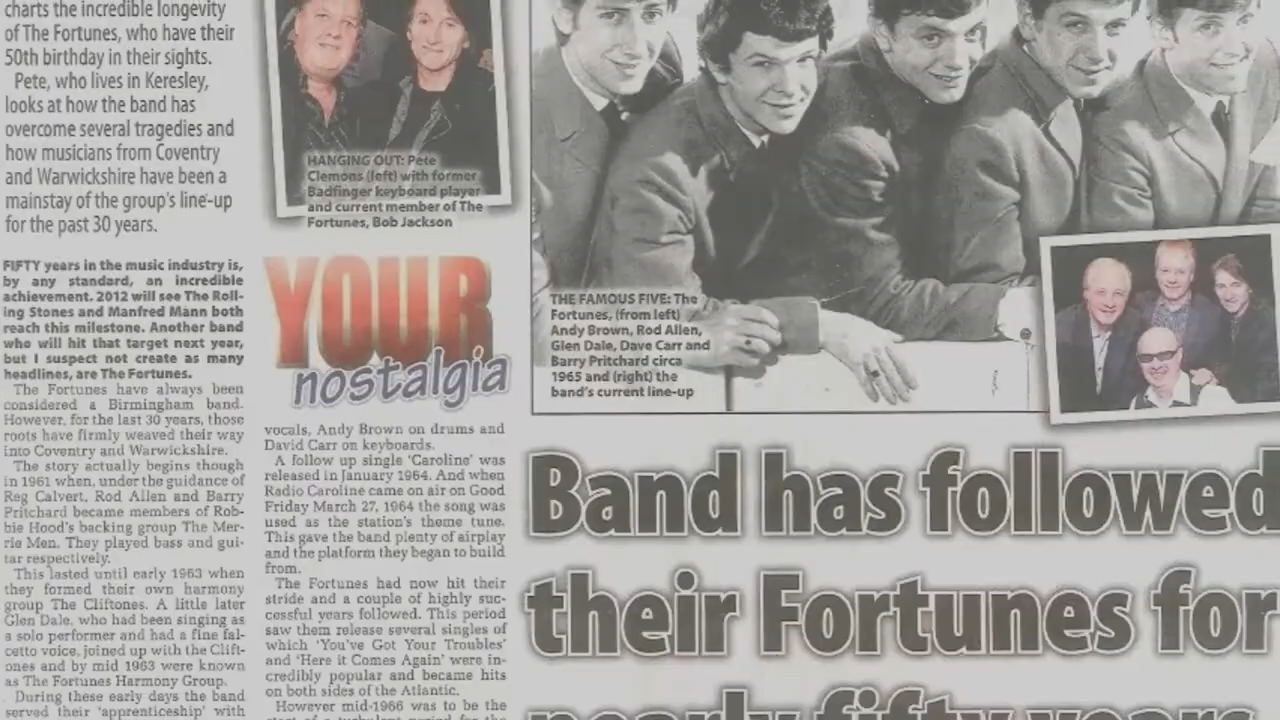 charts the incredible longevity
of The Fortunes, who have their
50th birthday in their sights.
Pete, who lives in Keresley,
looks at how the band has
overcome several tragedies and
how musicians from Coventry
and Warwickshire have been a
mainstay of the group's line-up
for the past 30 years.
FIFTY years in the music industry is,
by any standard, an incredible
achievement. 2012 will see The Roll-
ing Stones and Manfred Mann both
reach this milestone. Another band
who will hit that target next year,
but I suspect not create as many
headlines, are The Fortunes.
The Fortunes have always been
considered a Birmingham band.
However, for the last 30 years, those
roots have firmly weaved their way
into Coventry and Warwickshire.
The story actually begins though
in 1961 when, under the guidance of
Reg Calvert, Rod Allen and Barry
Pritchard became members of Rob-
bie Hood's backing group The Mer-
rie Men. They played bass and gui-
tar respectively.
This lasted until early 1963 when
they formed their own harmony
group The Cliftones. A little later
Glen Dale, who had been singing as
a solo performer and had a fine fal-
cetto voice, joined up with the Clift-
ones and by mid 1963 were known
as The Fortunes Harmony Group.
During these early days the band
served their 'apprenticeship' with
HANGING OUT: Pete
Clemons (left) with former
Badfinger keyboard player
and current member of The
Fortunes, Bob Jackson
YOUR
nostalgia
vocals, Andy Brown on drums and
David Carr on keyboards.
A follow up single 'Caroline' was
released in January 1964. And when
Radio Caroline came on air on Good
Friday March 27, 1964 the song was
used as the station's theme tune.
This gave the band plenty of airplay
and the platform they began to build
from.
The Fortunes had now hit their
stride and a couple of highly suc-
cessful years followed. This period
saw them release several singles of
which 'You've Got Your Troubles'
and 'Here it Comes Again' were in-
credibly popular and became hits
on both sides of the Atlantic.
However mid-1966 was to be the
start of a turbulent period for the
THE FAMOUS FIVE: The
Fortunes, (from left)
Andy Brown, Rod Allen,
Glen Dale, Dave Carr and
Barry Pritchard circa
1965 and (right) the
band's current line-up
Band has followed
their Fortunes for
nearly fifty years